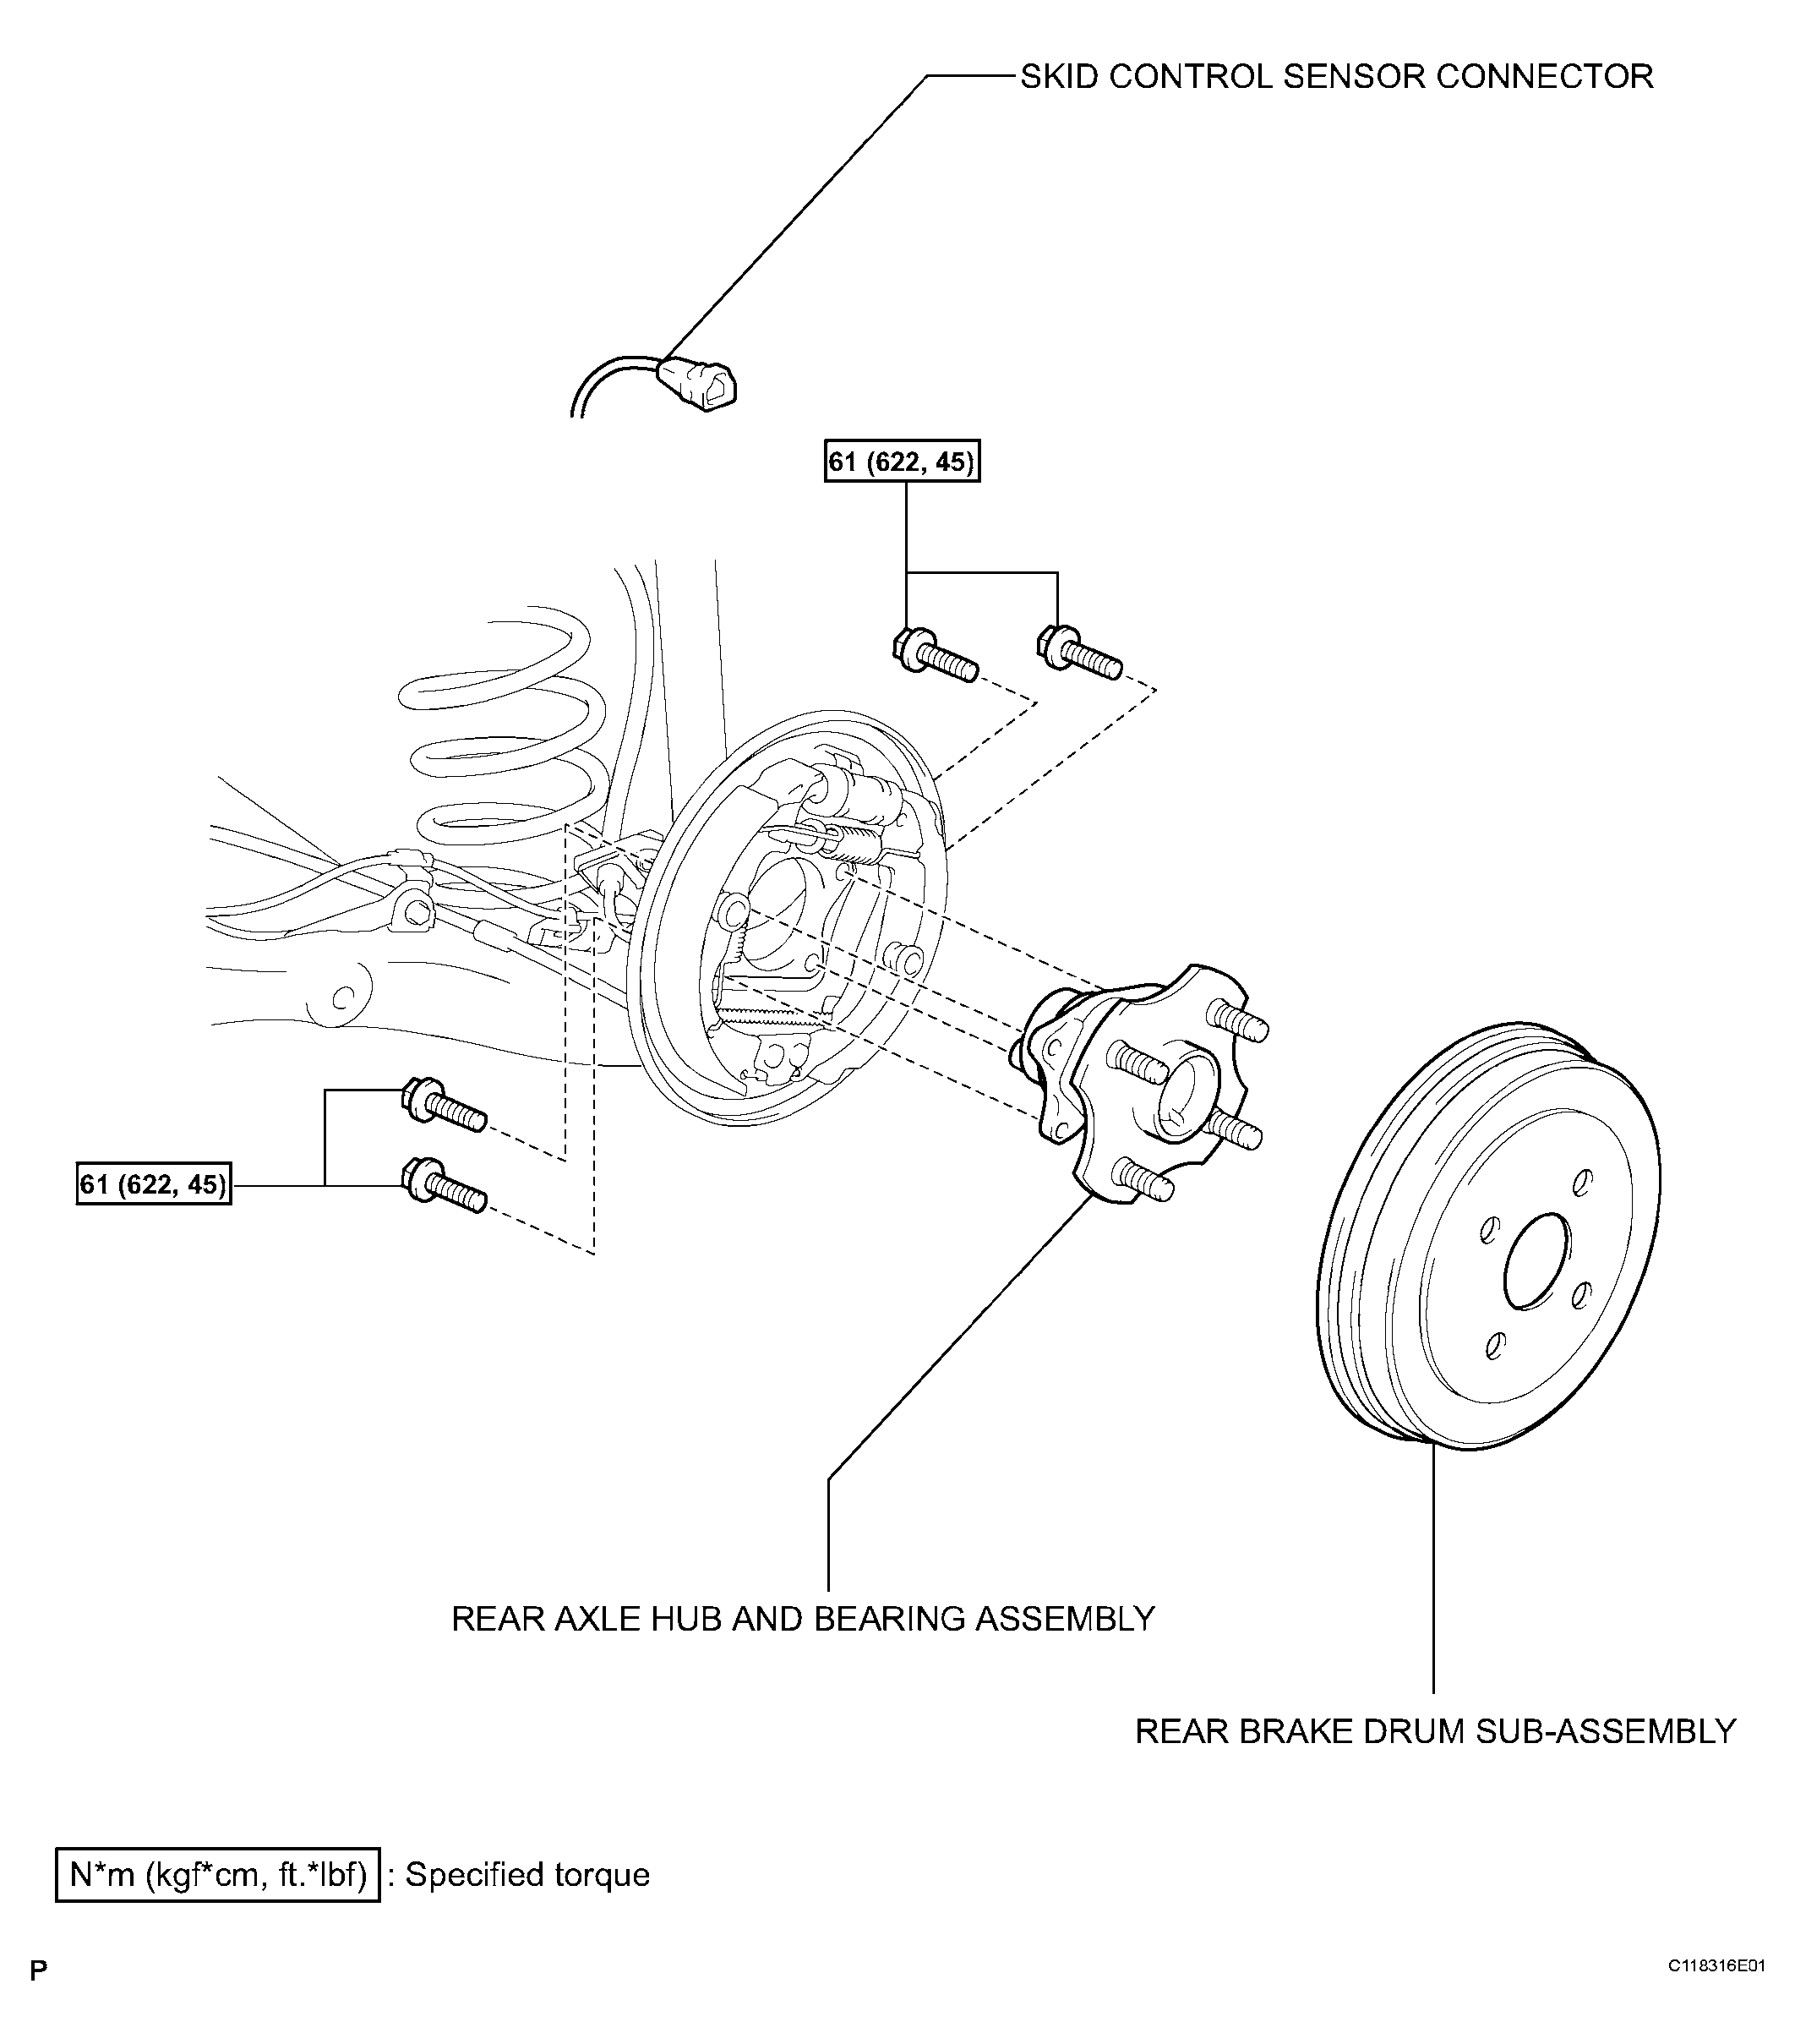 SKID CONTROL SENSOR CONNECTOR
61 (622, 45)
61 (622, 45)
REAR AXLE HUB AND BEARING ASSEMBLY
REAR BRAKE DRUM SUB-ASSEMBLY
N*m (kgf*cm, ft.*lbf) : Specified torque
P
C118316E01